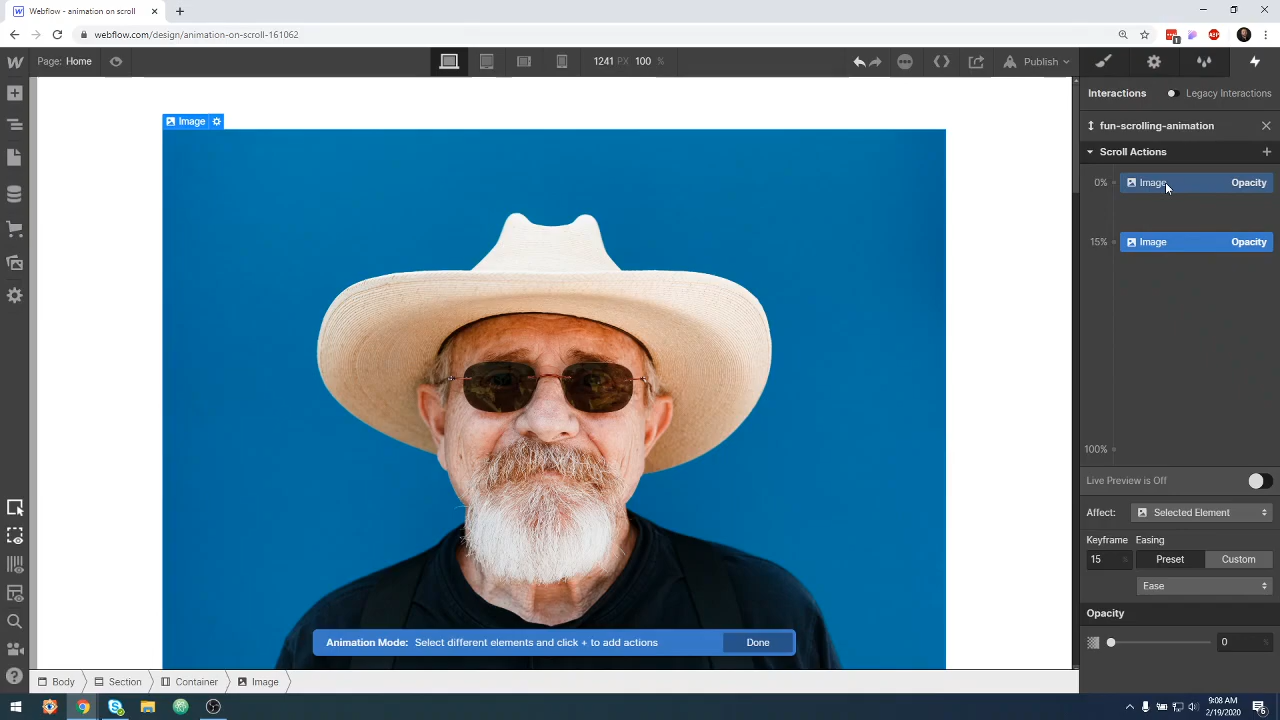 Webflow - animation on scroll
webflow.com/design/animation-on-scroll-161062
Page: Home
1241 PX 100 %
Publish
Interactions
Legacy Interactions
Image
fun-scrolling-animation
Scroll Actions
0% Image Opacity
15% Image Opacity
100%
Live Preview is Off
Affect: Selected Element
Keyframe Easing
15 % Preset Custom
Ease
Opacity
0 %
Animation Mode: Select different elements and click + to add actions Done
Body Section Container Image
9:08 AM
2/19/2020